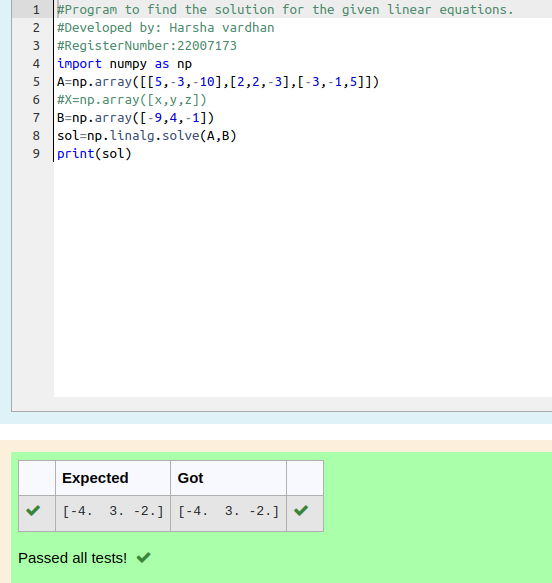 1 #Program to find the solution for the given linear equations.
2 #Developed by: Harsha vardhan
3 #RegisterNumber:22007173
4 import numpy as np
5 A=np.array([[5,-3,-10],[2,2,-3],[-3,-1,5]])
6 #X=np.array([x,y,z])
7 B=np.array([-9,4,-1])
8 sol=np.linalg.solve(A,B)
9 print(sol)
Expected Got
[-4.  3. -2.] [-4.  3. -2.]
Passed all tests!